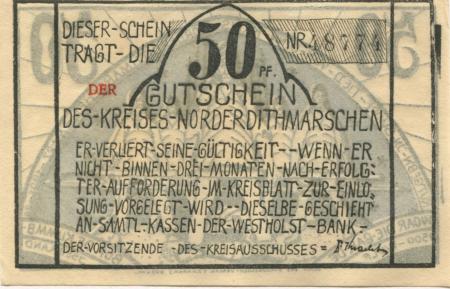 DIESER-SCHEIN
TRÄGT-DIE
50 PF.
NR. 48774
DER
GUTSCHEIN
DES-KREISES-NORDERDITHMARSCHEN
ER-VERLIERT-SEINE-GÜLTIGKEIT--WENN-ER
NICHT-BINNEN-DREI-MONATEN-NACH-ERFOLG:
TER-AUFFORDERUNG-IM-KREISBLATT-ZUR-EINLÖ,
SUNG-VORGELEGT-WIRD--DIESELBE-GESCHIEHT
AN-SÄMTL-KASSEN-DER-WESTHOLST-BANK-
DER-VORSITZENDE-DES-KREISAUSSCHUSSES=